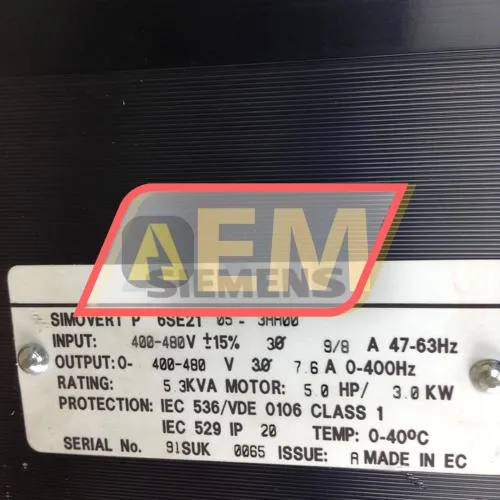 AEM
SIEMENS
SIMOVERT P 6SE21 05 - 3AA00
INPUT: 400-480V ±15% 3Ø 9/8 A 47-63Hz
OUTPUT: 0- 400-480 V 3Ø 7.6 A 0-400Hz
RATING: 5.3KVA MOTOR: 5.0 HP/ 3.0 KW
PROTECTION: IEC 536/VDE 0106 CLASS 1
IEC 529 IP 20 TEMP: 0-40ºC
SERIAL No. 91SUK 0065 ISSUE: A MADE IN EC